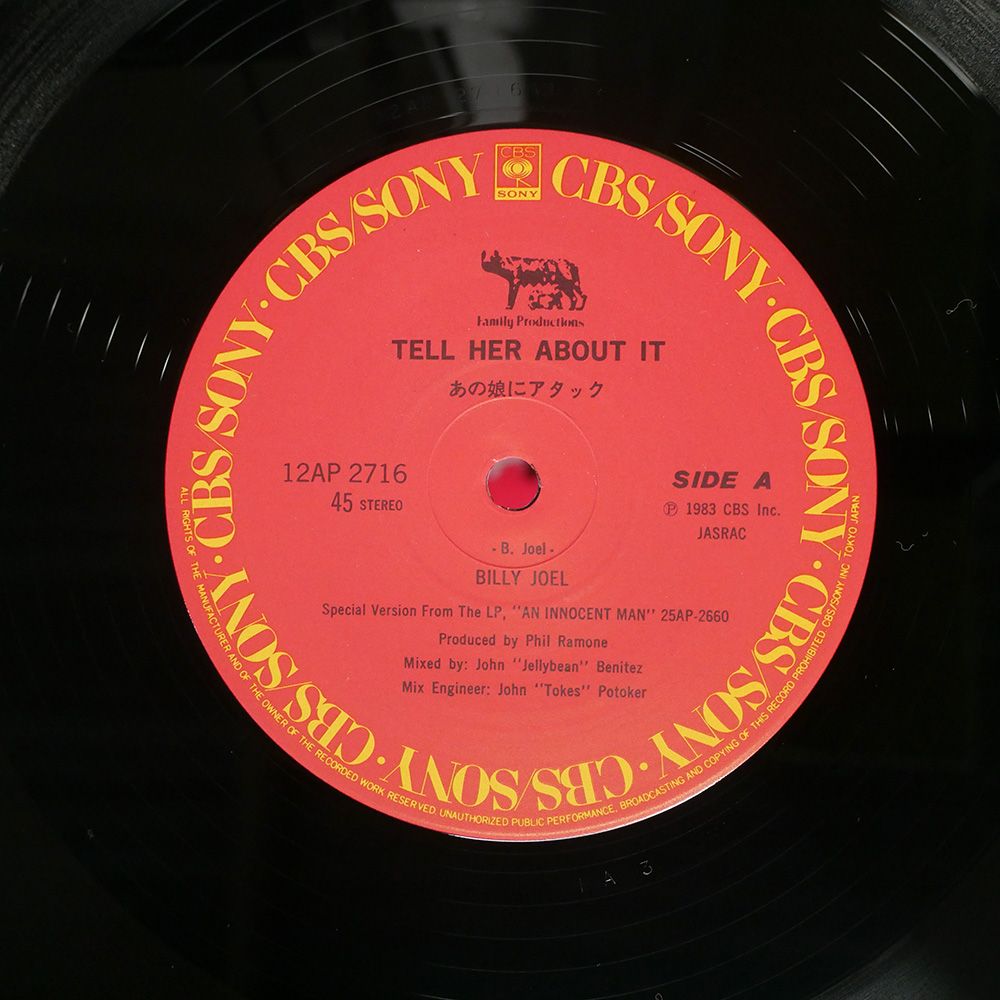 CBS
SONY
CBS/SONY · CBS/SONY · CBS/SONY · CBS/SONY · CBS/SONY · CBS/SONY · CBS/SONY · CBS/SONY
Family Productions
TELL HER ABOUT IT
あの娘にアタック
12AP 2716
45 STEREO
SIDE A
Ⓟ 1983 CBS Inc.
JASRAC
- B. Joel -
BILLY JOEL
Special Version From The LP, "AN INNOCENT MAN" 25AP-2660
Produced by Phil Ramone
Mixed by: John "Jellybean" Benitez
Mix Engineer: John "Tokes" Potoker
ALL RIGHTS OF THE MANUFACTURER AND OF THE OWNER OF THE RECORDED WORK RESERVED. UNAUTHORIZED PUBLIC PERFORMANCE, BROADCASTING AND COPYING OF THIS RECORD PROHIBITED CBS/SONY INC TOKYO JAPAN
1 A 3